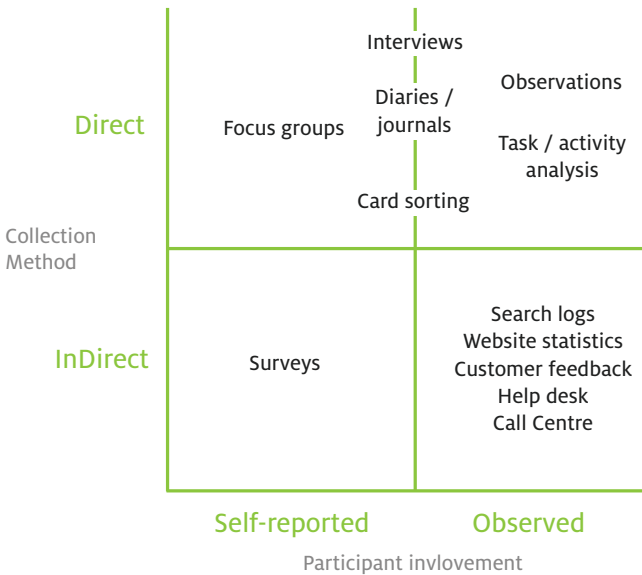 Interviews
Observations
Diaries /
journals
Direct
Focus groups
Task / activity
analysis
Card sorting
Collection
Method
Search logs
Website statistics
InDirect
Surveys
Customer feedback
Help desk
Call Centre
Self-reported
Observed
Participant invlovement